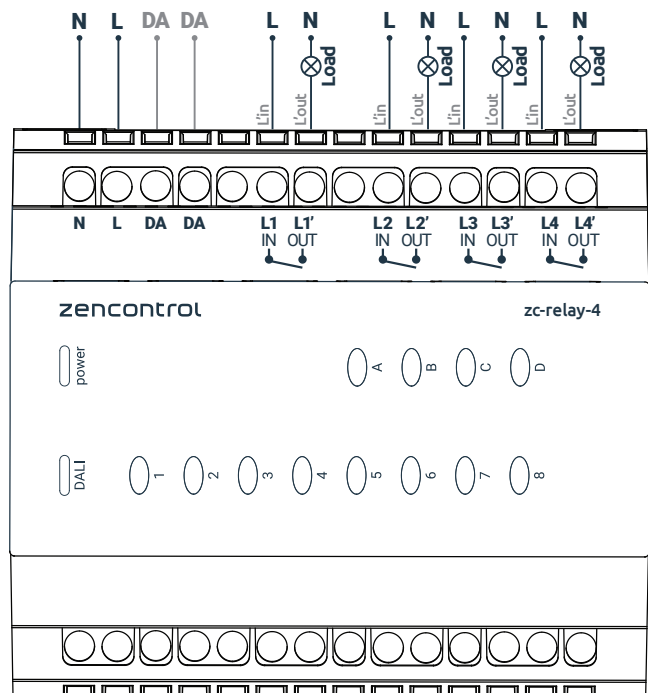 N L DA DA L N L N L N L N
Load Load Load Load
L'in L'out L'in L'out L'in L'out L'in L'out
N L DA DA L1 L1' L2 L2' L3 L3' L4 L4'
IN OUT IN OUT IN OUT IN OUT
zencontrol zc-relay-4
power A B C D
DALI 1 2 3 4 5 6 7 8